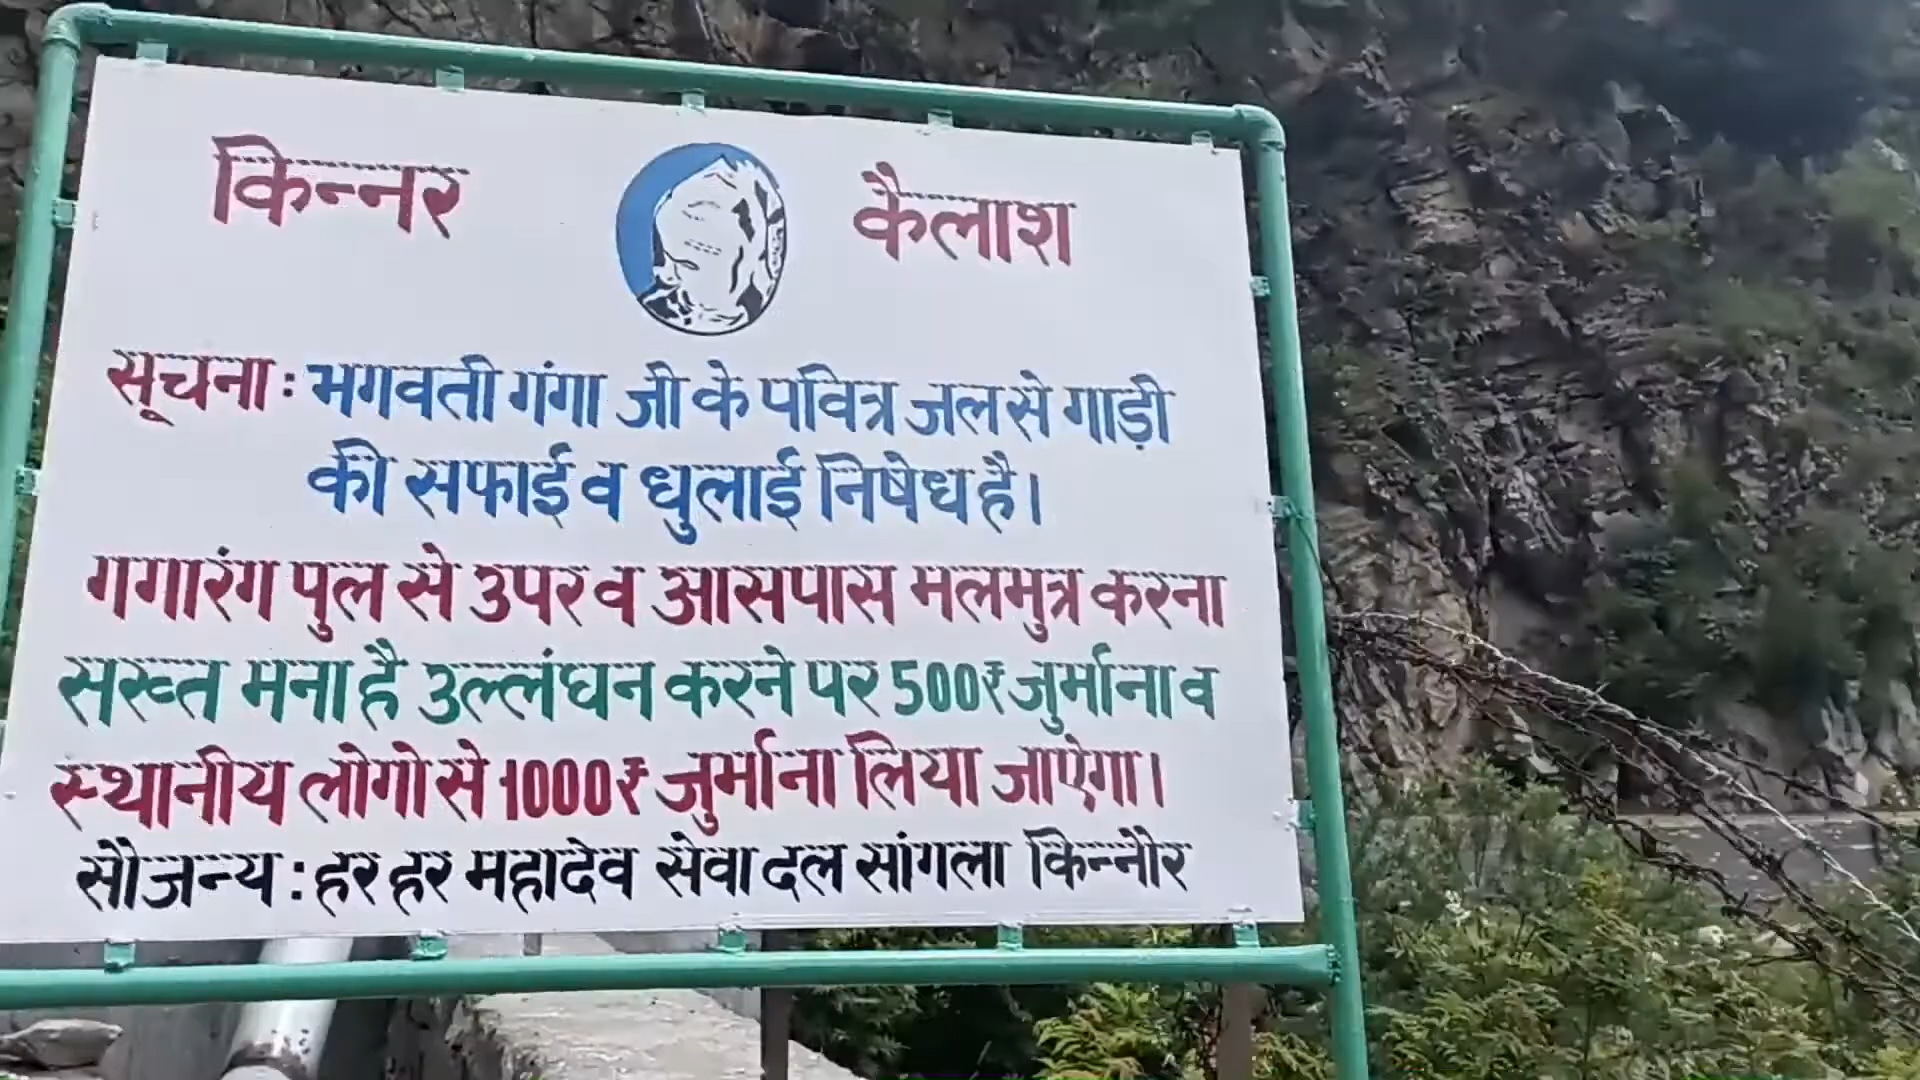 किन्नर कैलाश
सूचना: भगवती गंगा जी के पवित्र जल से गाड़ी
की सफाई व धुलाई निषेध है।
गगारंग पुल से उपर व आसपास मलमुत्र करना
सख्त मना है उल्लंघन करने पर 500₹ जुर्माना व
स्थानीय लोगो से 1000₹ जुर्माना लिया जाऐगा।
सौजन्य : हर हर महादेव सेवा दल सांगला किन्नौर